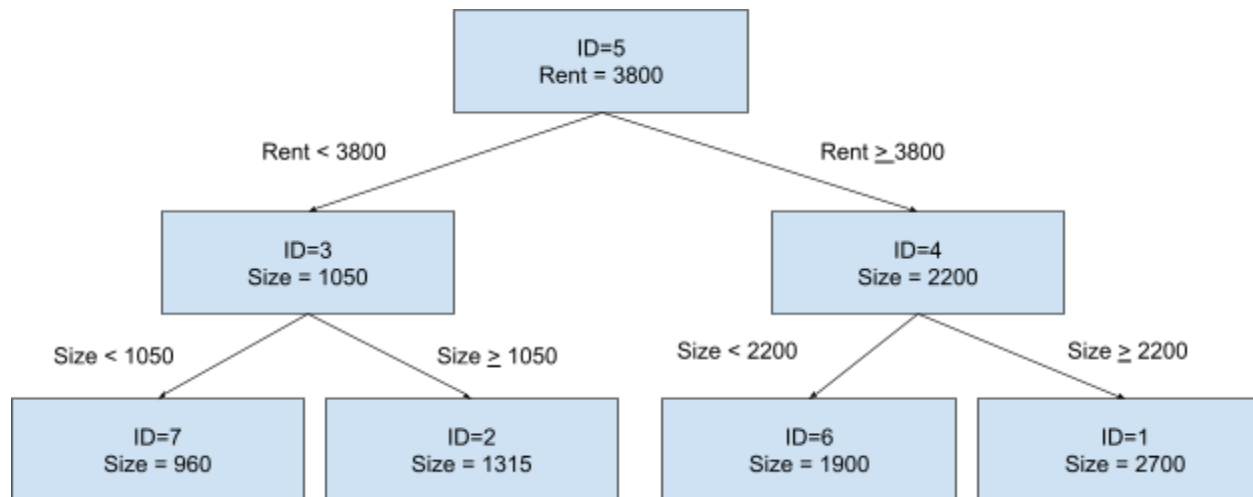 ID=5
Rent = 3800
Rent < 3800
Rent ≥ 3800
ID=3
Size = 1050
ID=4
Size = 2200
Size < 1050
Size ≥ 1050
Size < 2200
Size ≥ 2200
ID=7
Size = 960
ID=2
Size = 1315
ID=6
Size = 1900
ID=1
Size = 2700